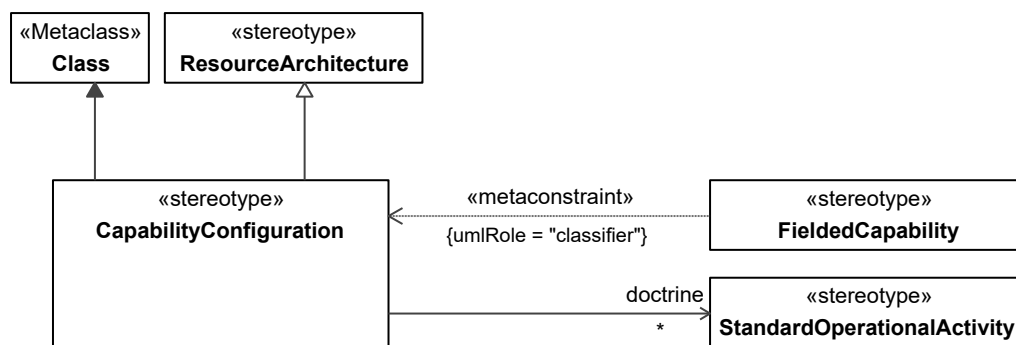 «Metaclass»
Class
«stereotype»
ResourceArchitecture
«stereotype»
CapabilityConfiguration
«metaconstraint»
{umlRole = "classifier"}
«stereotype»
FieldedCapability
doctrine
*
«stereotype»
StandardOperationalActivity